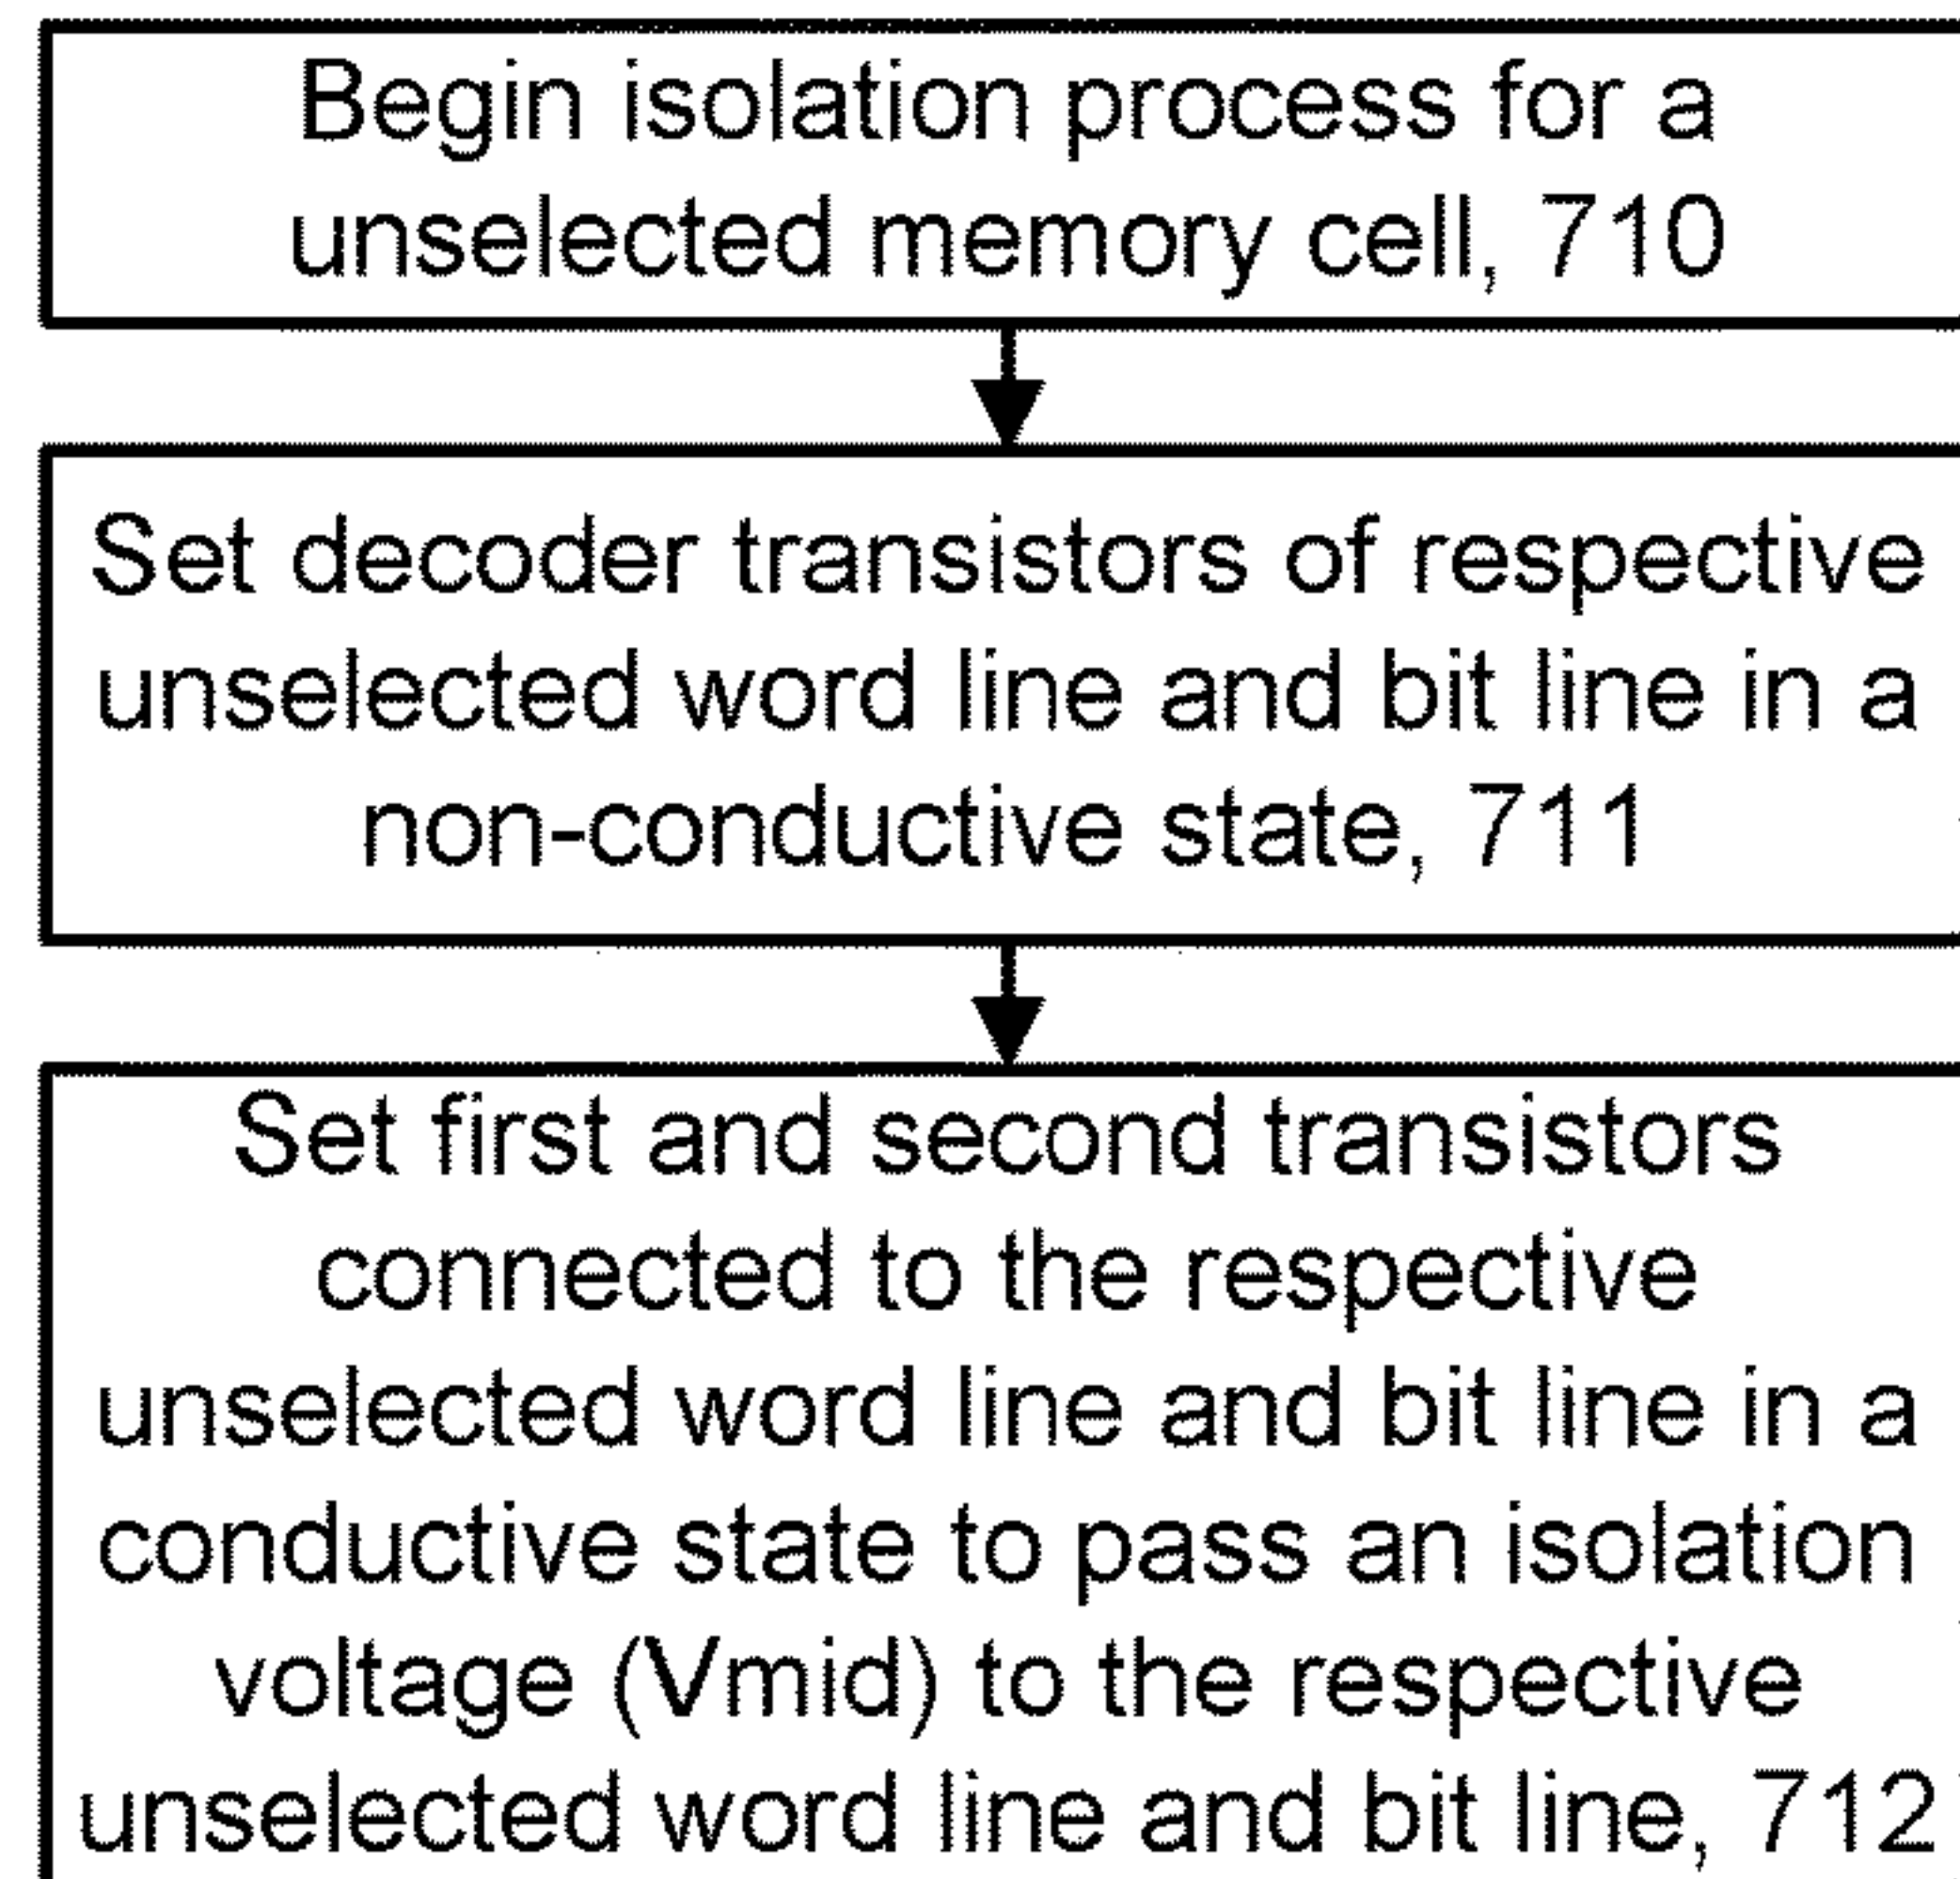 Begin isolation process for a
unselected memory cell, 710
Set decoder transistors of respective
unselected word line and bit line in a
non-conductive state, 711
Set first and second transistors
connected to the respective
unselected word line and bit line in a
conductive state to pass an isolation
voltage (Vmid) to the respective
unselected word line and bit line, 712